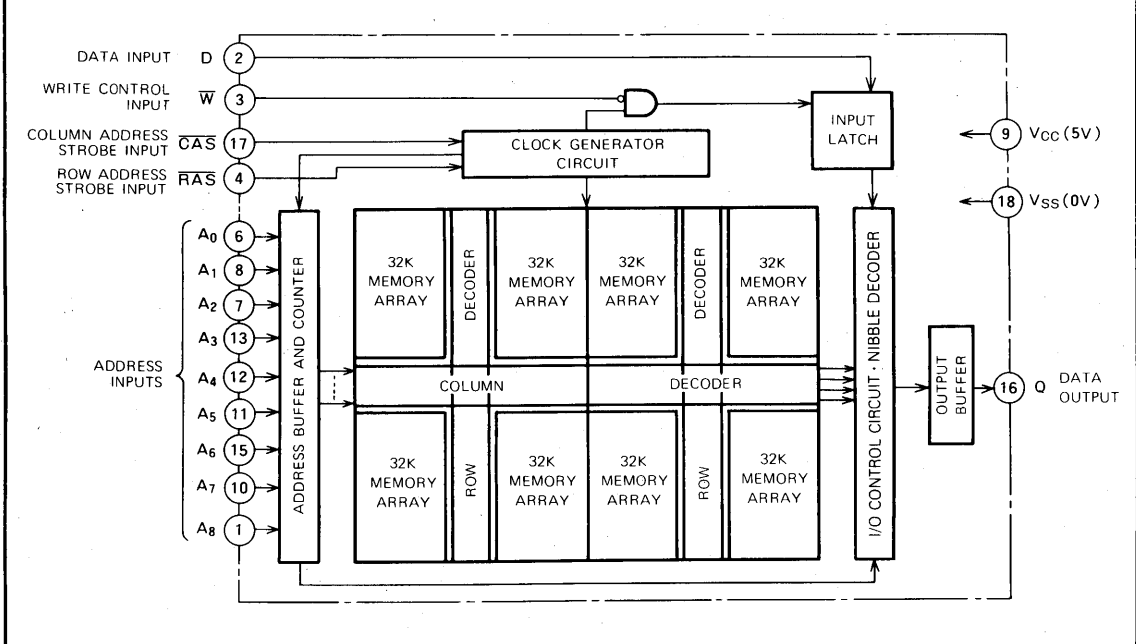 DATA INPUT D 2
WRITE CONTROL
INPUT W̅ 3
COLUMN ADDRESS
STROBE INPUT C̅A̅S̅ 17
ROW ADDRESS
STROBE INPUT R̅A̅S̅ 4
CLOCK GENERATOR
CIRCUIT
INPUT
LATCH
9 VCC (5V)
18 VSS (0V)
ADDRESS
INPUTS
A0 6
A1 8
A2 7
A3 13
A4 12
A5 11
A6 15
A7 10
A8 1
ADDRESS BUFFER AND COUNTER
32K
MEMORY
ARRAY
DECODER
32K
MEMORY
ARRAY
32K
MEMORY
ARRAY
DECODER
32K
MEMORY
ARRAY
COLUMN DECODER
32K
MEMORY
ARRAY
ROW
32K
MEMORY
ARRAY
32K
MEMORY
ARRAY
ROW
32K
MEMORY
ARRAY
I/O CONTROL CIRCUIT · NIBBLE DECODER
OUTPUT
BUFFER
16 Q DATA
OUTPUT